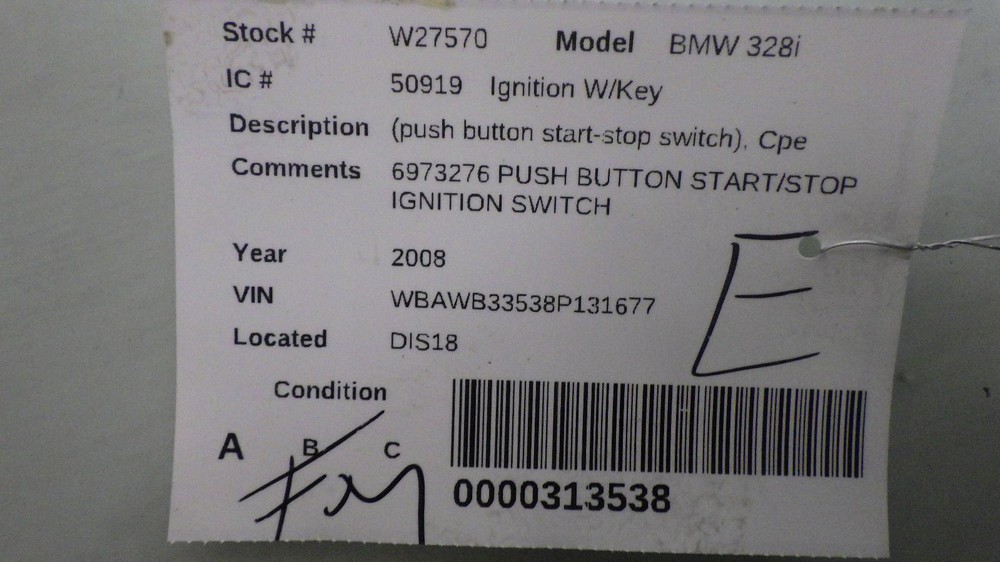 Stock # W27570 Model BMW 328i
IC # 50919 Ignition W/Key
Description (push button start-stop switch), Cpe
Comments 6973276 PUSH BUTTON START/STOP
IGNITION SWITCH
Year 2008
VIN WBAWB33538P131677
Located DIS18
E
Condition
A B C
0000313538